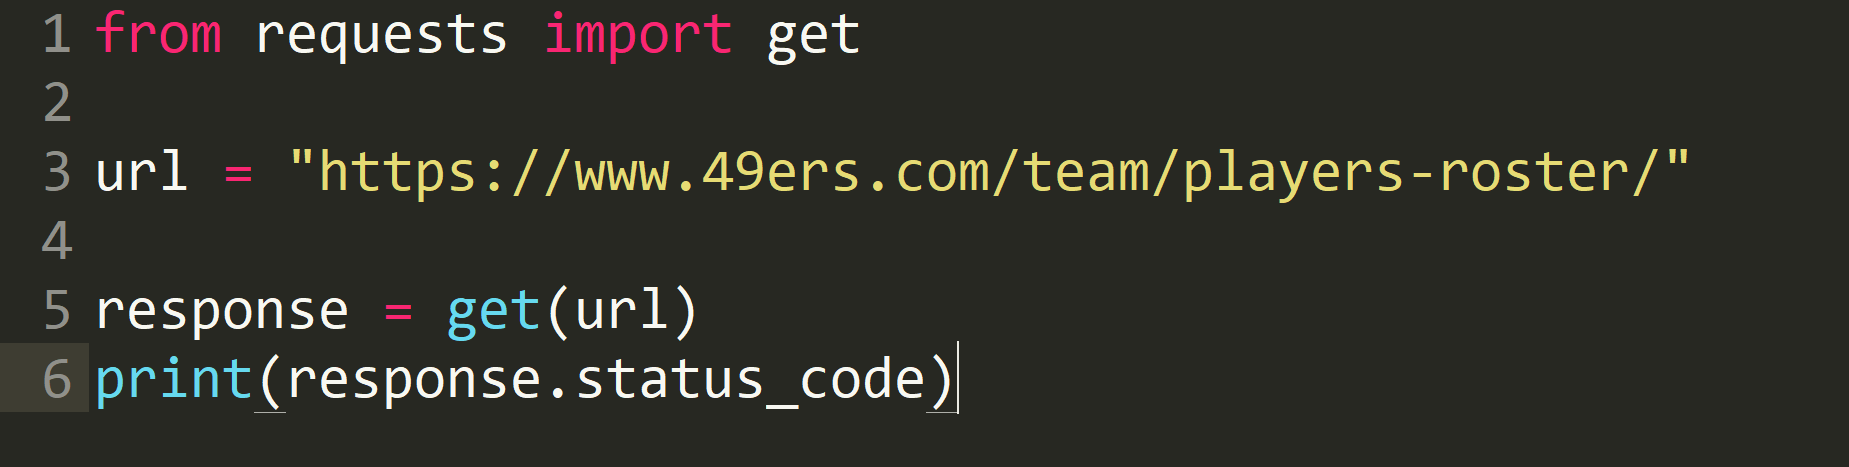 1 from requests import get
2
3 url = "https://www.49ers.com/team/players-roster/"
4
5 response = get(url)
6 print(response.status_code)